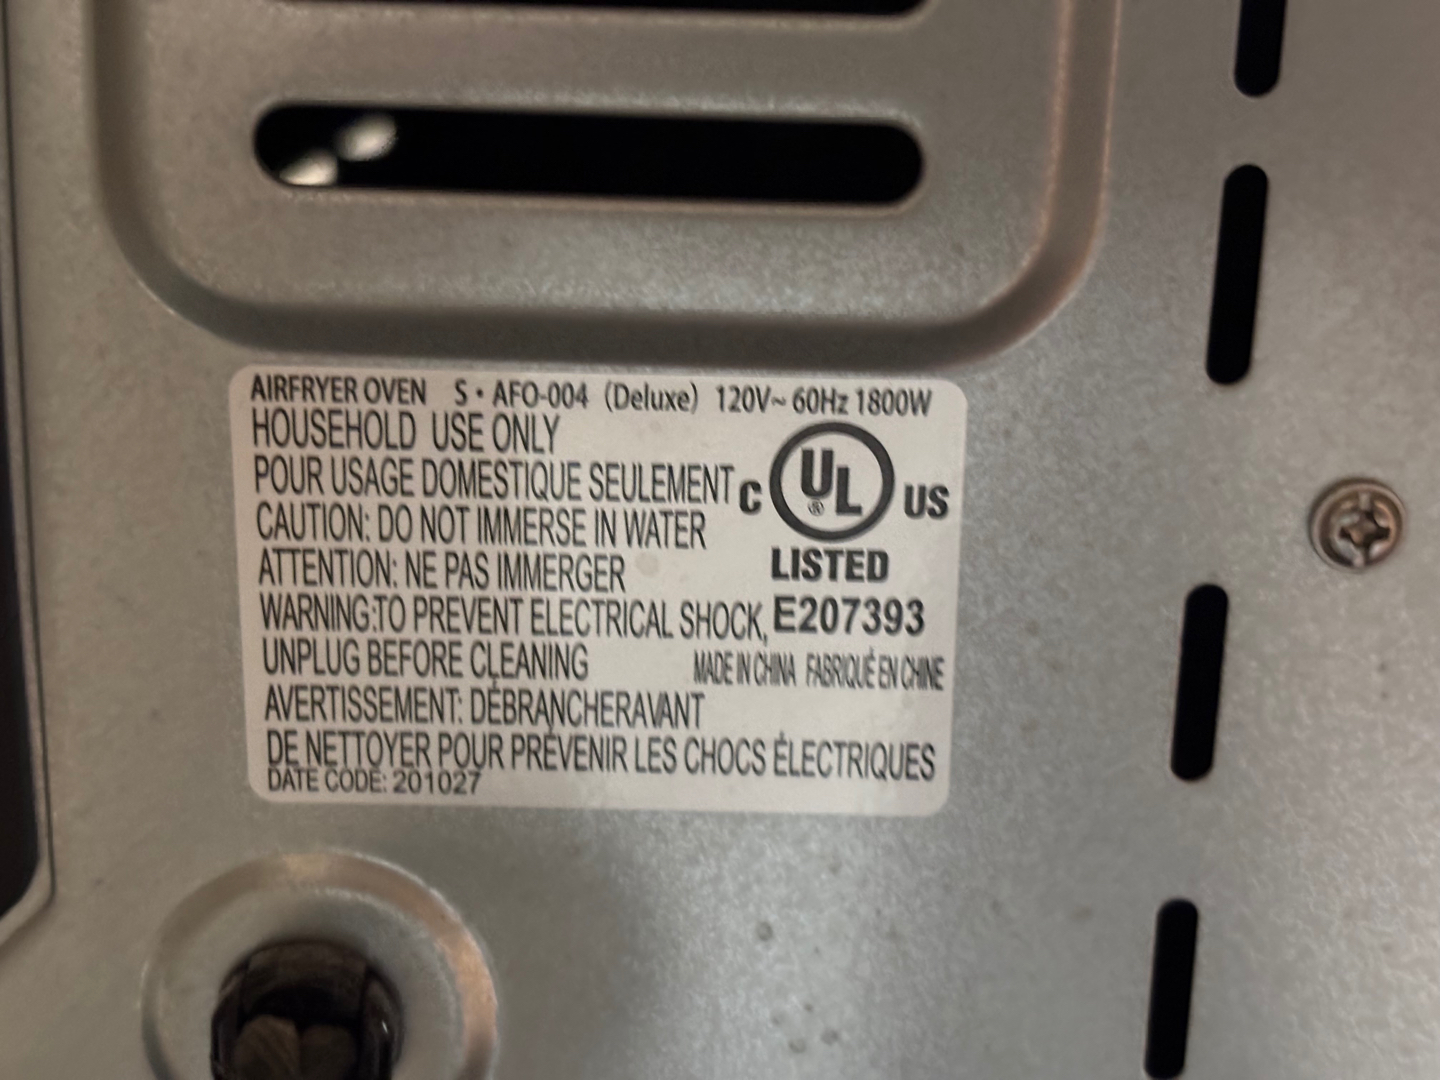 AIRFRYER OVEN S · AFO-004 (Deluxe) 120V~ 60Hz 1800W
HOUSEHOLD USE ONLY
POUR USAGE DOMESTIQUE SEULEMENT
CAUTION: DO NOT IMMERSE IN WATER
ATTENTION: NE PAS IMMERGER
WARNING:TO PREVENT ELECTRICAL SHOCK,
UNPLUG BEFORE CLEANING
AVERTISSEMENT: DÉBRANCHERAVANT
DE NETTOYER POUR PRÉVENIR LES CHOCS ÉLECTRIQUES
DATE CODE: 201027
C UL ® US
LISTED
E207393
MADE IN CHINA FABRIQUÉ EN CHINE